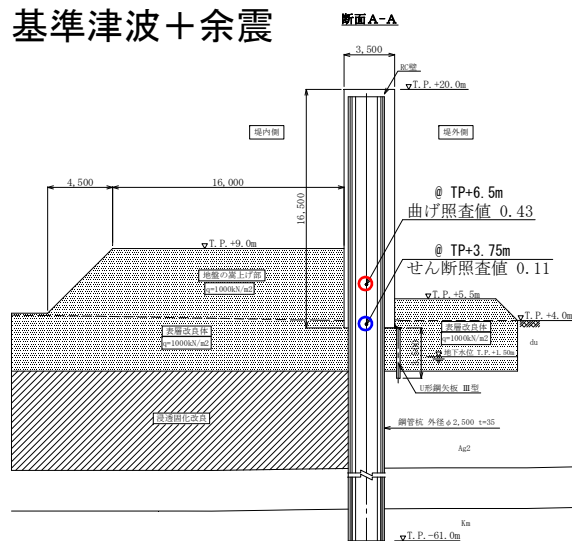 基準津波＋余震
断面A-A
3,500
RC壁
T.P.+20.0m
堤内側
堤外側
4,500
16,000
16,500
@ TP+6.5m
曲げ照査値 0.43
@ TP+3.75m
せん断照査値 0.11
T.P.+9.0m
地盤の嵩上げ部
q=1000kN/m2
T.P.+5.5m
T.P.+4.0m
表層改良体
q=1000kN/m2
表層改良体
q=1000kN/m2
du
地下水位 T.P.+1.50m
U形鋼矢板 Ⅲ型
浸透固化改良
鋼管杭 外径φ2,500 t=35
Ag2
Km
T.P.-61.0m